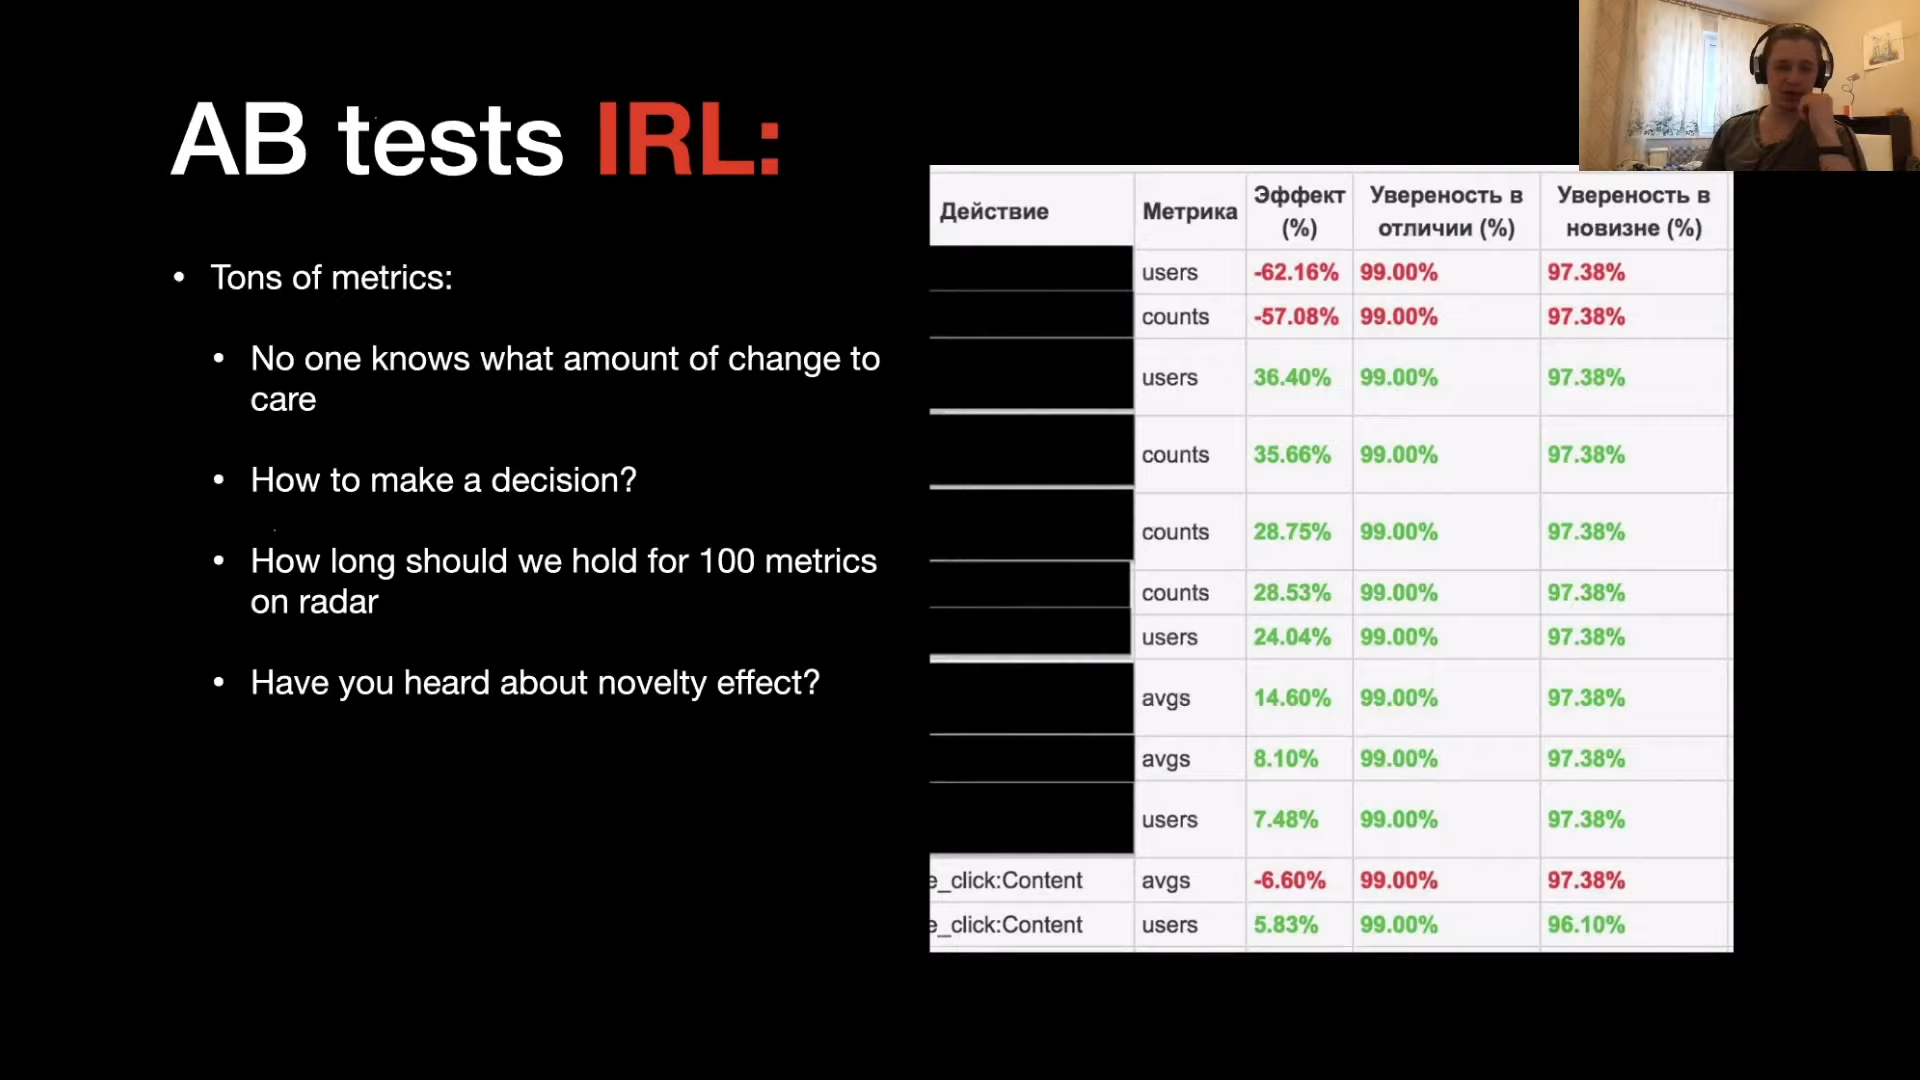 AB tests IRL:
• Tons of metrics:
• No one knows what amount of change to
care
• How to make a decision?
• How long should we hold for 100 metrics
on radar
• Have you heard about novelty effect?
Действие Метрика Эффект (%) Увереность в отличии (%) Увереность в новизне (%)
users -62.16% 99.00% 97.38%
counts -57.08% 99.00% 97.38%
users 36.40% 99.00% 97.38%
counts 35.66% 99.00% 97.38%
counts 28.75% 99.00% 97.38%
counts 28.53% 99.00% 97.38%
users 24.04% 99.00% 97.38%
avgs 14.60% 99.00% 97.38%
avgs 8.10% 99.00% 97.38%
users 7.48% 99.00% 97.38%
e_click:Content avgs -6.60% 99.00% 97.38%
e_click:Content users 5.83% 99.00% 96.10%